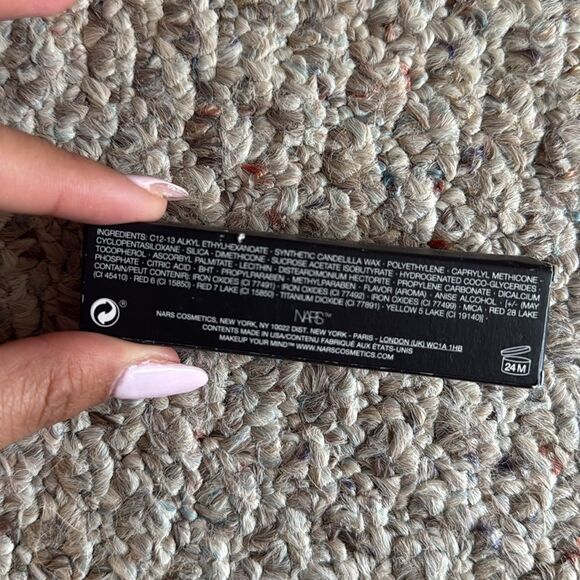 INGREDIENTS: C12-13 ALKYL ETHYLHEXANOATE • SYNTHETIC CANDELILLA WAX • POLYETHYLENE • CAPRYLYL METHICONE •
CYCLOPENTASILOXANE • SILICA • DIMETHICONE • SUCROSE ACETATE ISOBUTYRATE • HYDROGENATED COCO-GLYCERIDES •
TOCOPHEROL • ASCORBYL PALMITATE • LECITHIN • DISTEARDIMONIUM HECTORITE • PROPYLENE CARBONATE • DICALCIUM
PHOSPHATE • CITRIC ACID • BHT • PROPYLPARABEN • METHYLPARABEN • FLAVOR (AROMA) • ANISE ALCOHOL • [+/- (MAY
CONTAIN/PEUT CONTENIR): IRON OXIDES (CI 77491) • IRON OXIDES (CI 77492) • IRON OXIDES (CI 77499) • MICA • RED 28 LAKE
(CI 45410) • RED 6 (CI 15850) • RED 7 LAKE (CI 15850) • TITANIUM DIOXIDE (CI 77891) • YELLOW 5 LAKE (CI 19140)]
NARS™
NARS COSMETICS, NEW YORK, NY 10022 DIST. NEW YORK - PARIS - LONDON (UK) WC1A 1HB
CONTENTS MADE IN USA/CONTENU FABRIQUÉ AUX ÉTATS-UNIS
MAKEUP YOUR MIND™ WWW.NARSCOSMETICS.COM
24 M